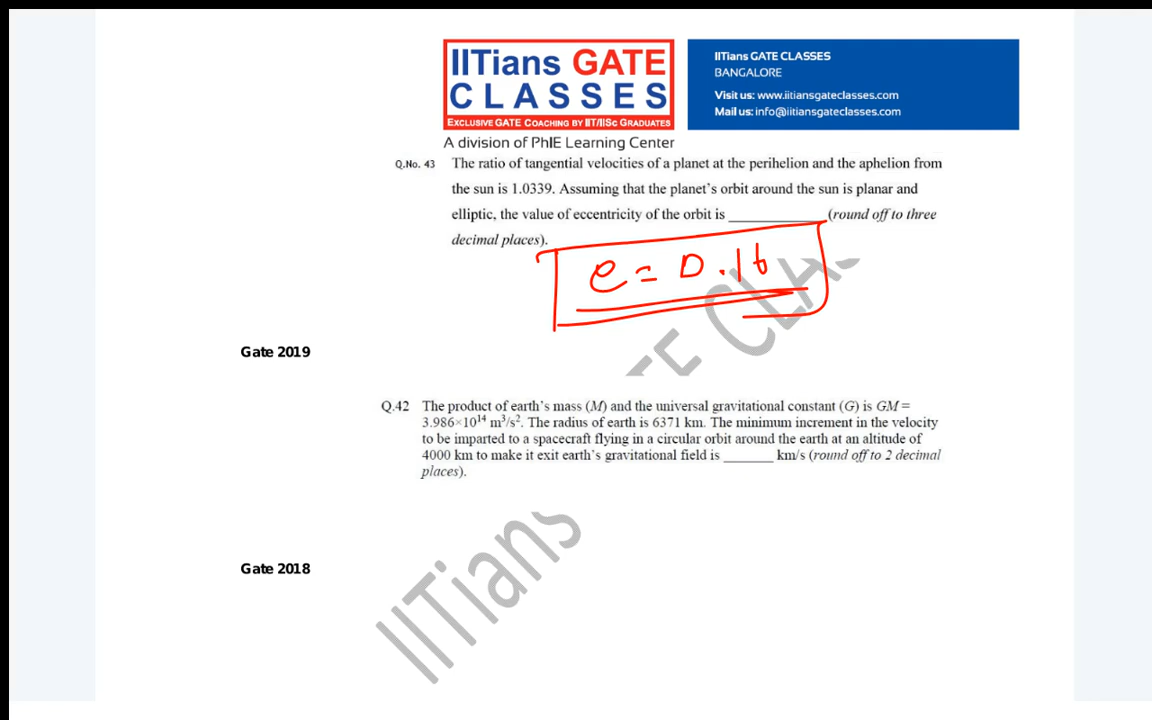 IITians GATE
CLASSES
EXCLUSIVE GATE COACHING BY IIT/IISc GRADUATES
A division of PhIE Learning Center
IITians GATE CLASSES
BANGALORE
Visit us: www.iitiansgateclasses.com
Mail us: info@iitiansgateclasses.com
Q.No. 43 The ratio of tangential velocities of a planet at the perihelion and the aphelion from
the sun is 1.0339. Assuming that the planet's orbit around the sun is planar and
elliptic, the value of eccentricity of the orbit is ____________ (round off to three
decimal places).
e = 0.16
Gate 2019
Q.42 The product of earth's mass (M) and the universal gravitational constant (G) is GM =
3.986×10¹⁴ m³/s². The radius of earth is 6371 km. The minimum increment in the velocity
to be imparted to a spacecraft flying in a circular orbit around the earth at an altitude of
4000 km to make it exit earth's gravitational field is _______ km/s (round off to 2 decimal
places).
Gate 2018
IITians